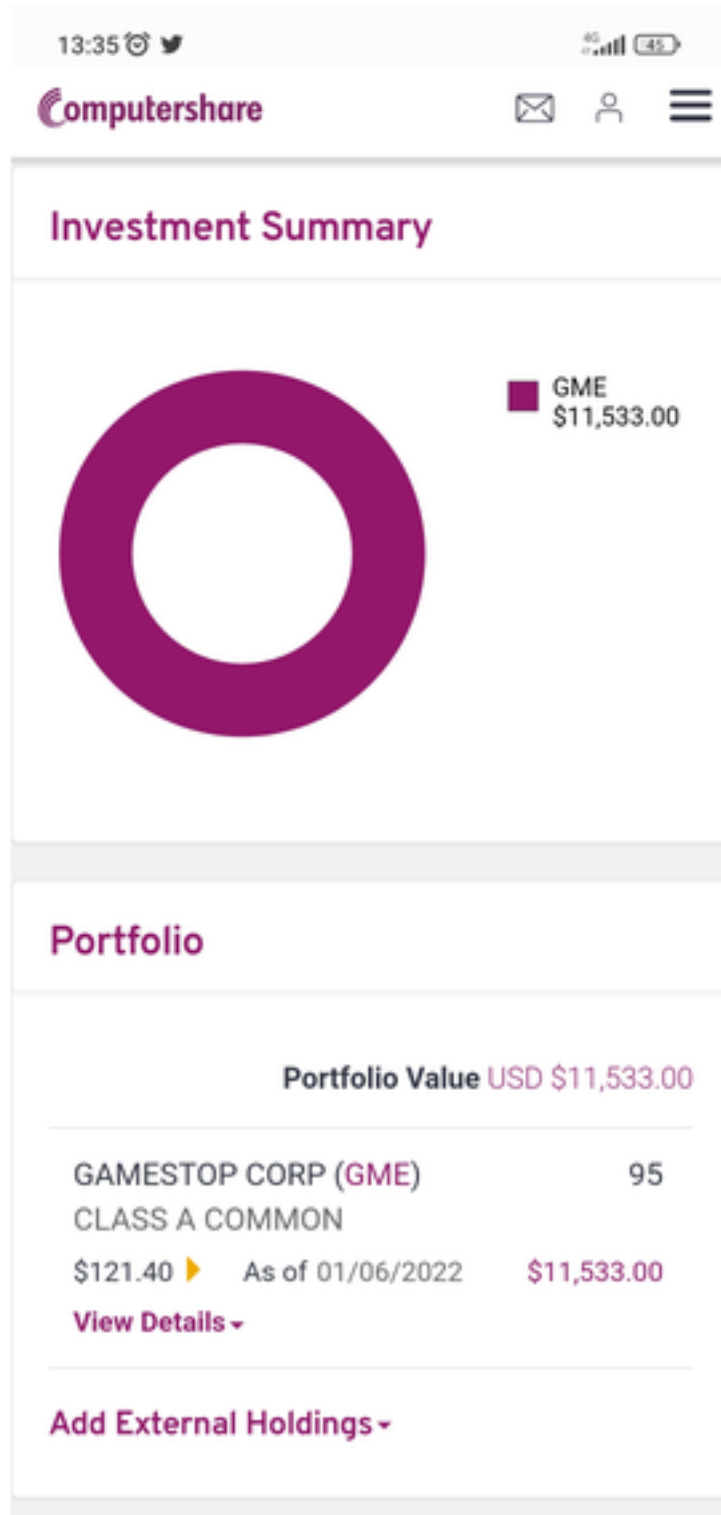 13:35 4G 45
Computershare
Investment Summary
GME
$11,533.00
Portfolio
Portfolio Value USD $11,533.00
GAMESTOP CORP (GME) 95
CLASS A COMMON
$121.40 As of 01/06/2022 $11,533.00
View Details
Add External Holdings